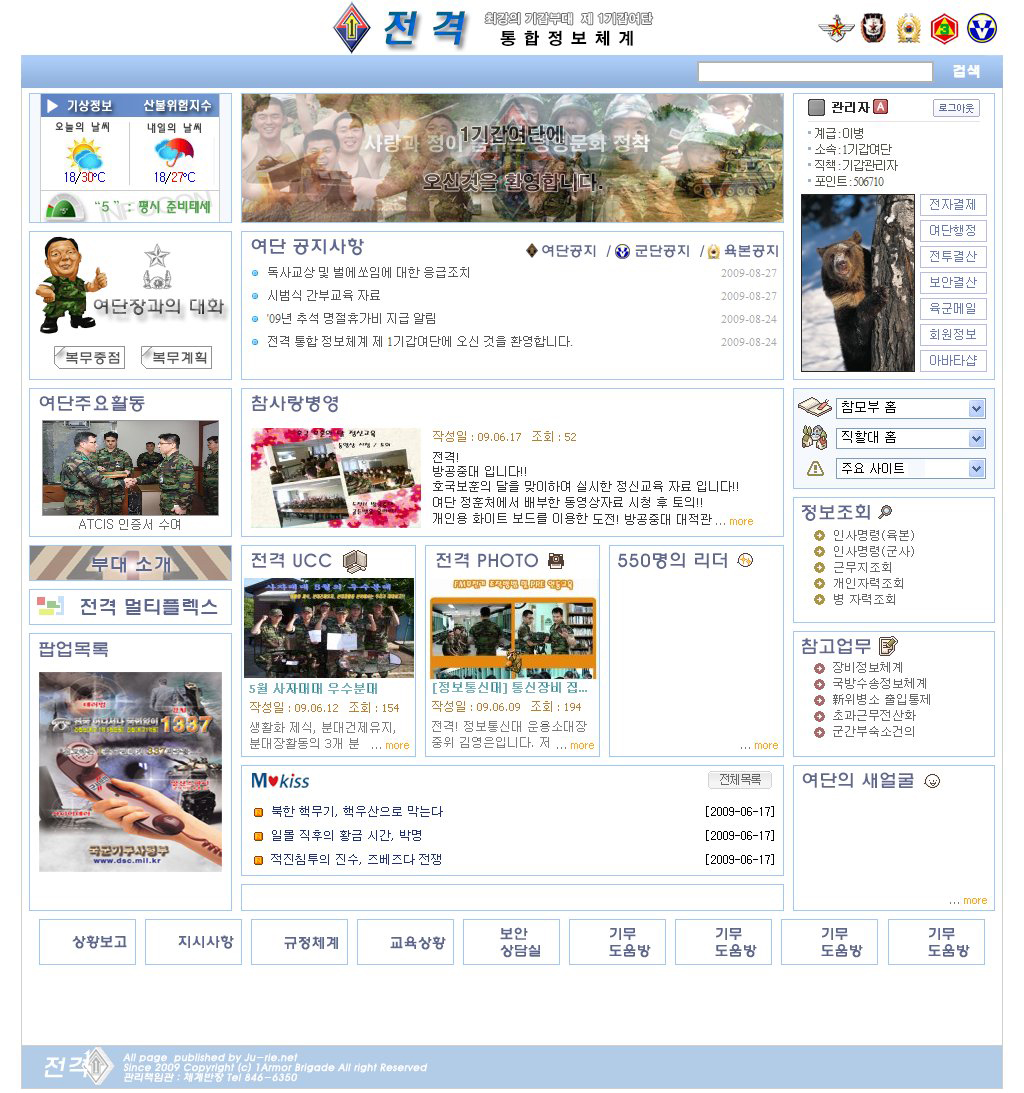 전격
최강의 기갑부대 제 1기갑여단
통합정보체계
검색
기상정보 산불위험지수
오늘의 날씨 내일의 날씨
18/30℃ 18/27℃
"5" : 평시 준비태세
1기갑여단에
오신것을 환영합니다.
관리자 A 로그아웃
계급:이병
소속:1기갑여단
직책:기갑관리자
포인트:506710
전자결제
여단행정
전투결산
보안결산
육군메일
회원정보
아바타샵
여단장과의 대화
복무중점 복무계획
여단 공지사항 여단공지 / 군단공지 / 육본공지
독사교상 및 벌에쏘임에 대한 응급조치 2009-08-27
시범식 간부교육 자료 2009-08-27
'09년 추석 명절휴가비 지급 알림 2009-08-24
전격 통합 정보체계 제 1기갑여단에 오신 것을 환영합니다. 2009-08-24
여단주요활동
ATCIS 인증서 수여
참사랑병영
작성일 : 09.06.17 조회 : 52
전격!
방공중대 입니다!!
호국보훈의 달을 맞이하여 실시한 정신교육 자료 입니다!!
여단 정훈처에서 배부한 동영상자료 시청 후 토의!!
개인용 화이트 보드를 이용한 도전! 방공중대 대적관 ... more
참모부 홈
직할대 홈
주요 사이트
부대 소개
전격 멀티플렉스
팝업목록
1337
국군기무사령부
www.dsc.mil.kr
전격 UCC
5월 사자대대 우수분대
작성일 : 09.06.12 조회 : 154
생활화 제식, 분대건제유지,
분대장활동의 3개 분 ... more
전격 PHOTO
[정보통신대] 통신장비 집...
작성일 : 09.06.09 조회 : 194
전격! 정보통신대 운용소대장
중위 김영은입니다. 저 ... more
550명의 리더
... more
정보조회
인사명령(육본)
인사명령(군사)
근무지조회
개인자력조회
병 자력조회
참고업무
장비정보체계
국방수송정보체계
新위병소 출입통제
초과근무전산화
군간부숙소건의
M♥kiss 전체목록
북한 핵무기, 핵우산으로 막는다 [2009-06-17]
일몰 직후의 황금 시간, 박명 [2009-06-17]
적진침투의 진수, 즈베즈다 전쟁 [2009-06-17]
여단의 새얼굴
... more
상황보고
지시사항
규정체계
교육상황
보안
상담실
기무
도움방
기무
도움방
기무
도움방
기무
도움방
전격
All page published by Ju-rie.net
Since 2009 Copyright (c) 1Armor Brigade All right Reserved
관리책임관 : 체계반장 Tel 846-6350